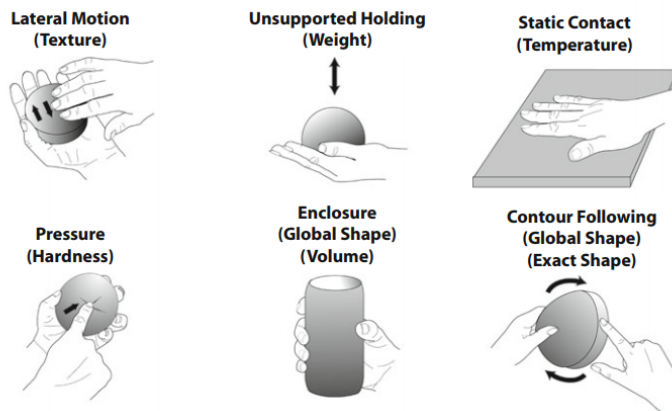 Lateral Motion
(Texture)
Unsupported Holding
(Weight)
Static Contact
(Temperature)
Pressure
(Hardness)
Enclosure
(Global Shape)
(Volume)
Contour Following
(Global Shape)
(Exact Shape)